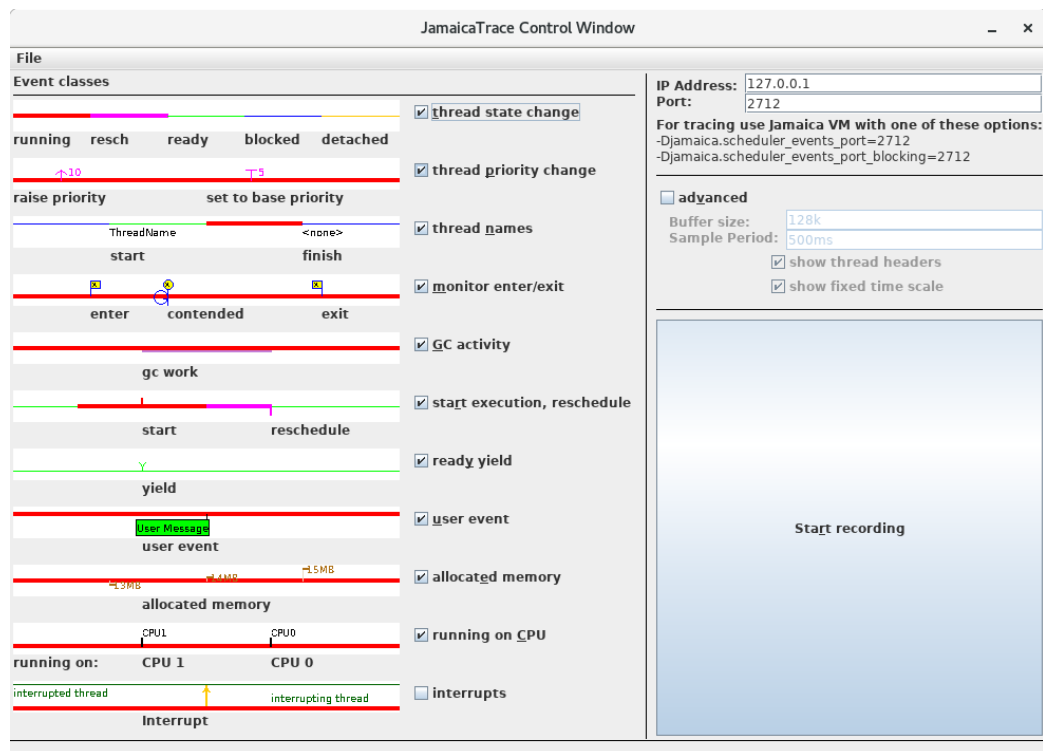 JamaicaTrace Control Window
File
Event classes
running resch ready blocked detached
thread state change
10 5
raise priority set to base priority
thread priority change
ThreadName <none>
start finish
thread names
x x x
enter contended exit
monitor enter/exit
gc work
GC activity
start reschedule
start execution, reschedule
yield
ready yield
User Message
user event
user event
13MB 14MB 15MB
allocated memory
allocated memory
CPU1 CPU0
running on: CPU 1 CPU 0
running on CPU
interrupted thread interrupting thread
Interrupt
interrupts
IP Address: 127.0.0.1
Port: 2712
For tracing use Jamaica VM with one of these options:
-Djamaica.scheduler_events_port=2712
-Djamaica.scheduler_events_port_blocking=2712
advanced
Buffer size: 128k
Sample Period: 500ms
show thread headers
show fixed time scale
Start recording